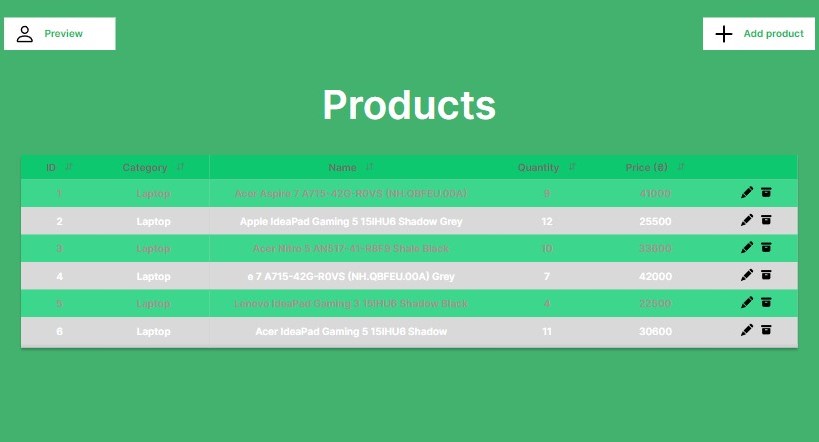 Preview
Add product
Products
ID Category Name Quantity Price (₴)
1 Laptop Acer Aspire 7 A715-42G-R0VS (NH.QBFEU.00A) 9 41000
2 Laptop Apple IdeaPad Gaming 5 15IHU6 Shadow Grey 12 25500
3 Laptop Acer Nitro 5 AN517-41-R8F9 Shale Black 10
4 Laptop e 7 A715-42G-R0VS (NH.QBFEU.00A) Grey 7 42000
5 Laptop Lenovo IdeaPad Gaming 3 15IHU6 Shadow Black 4 22500
6 Laptop Acer IdeaPad Gaming 5 15IHU6 Shadow 11 30600